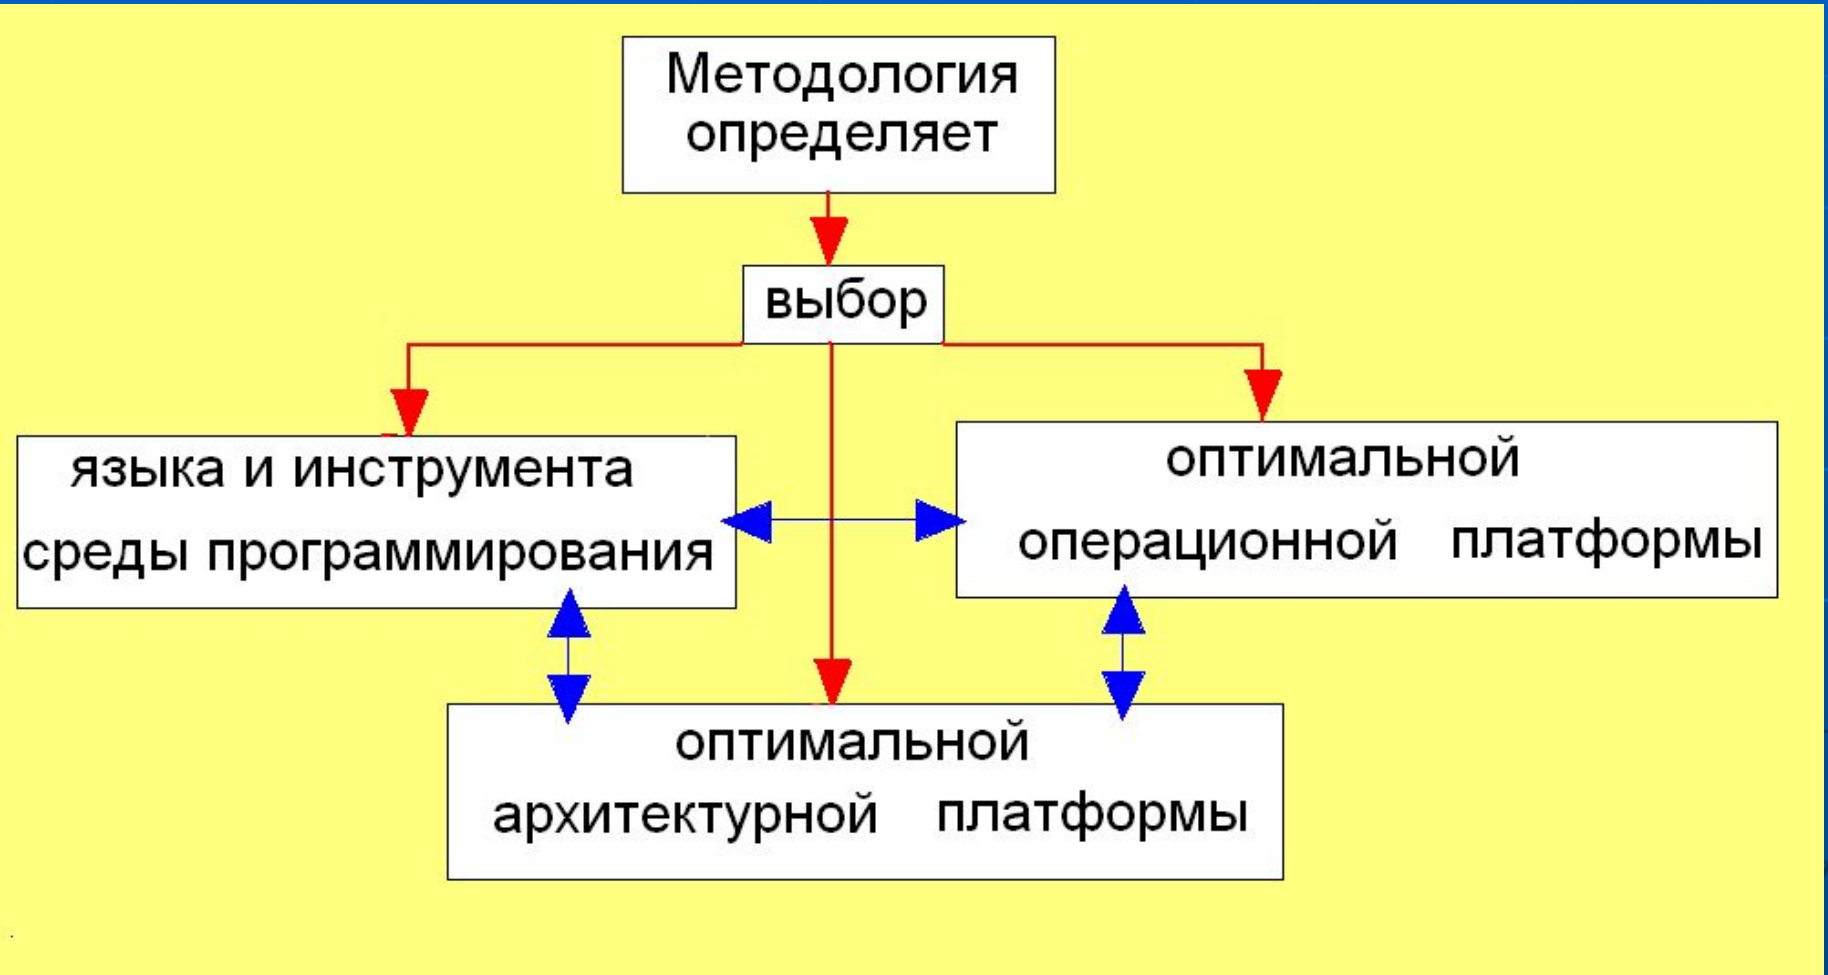 Методология
определяет
выбор
языка и инструмента
среды программирования
оптимальной
операционной платформы
оптимальной
архитектурной платформы